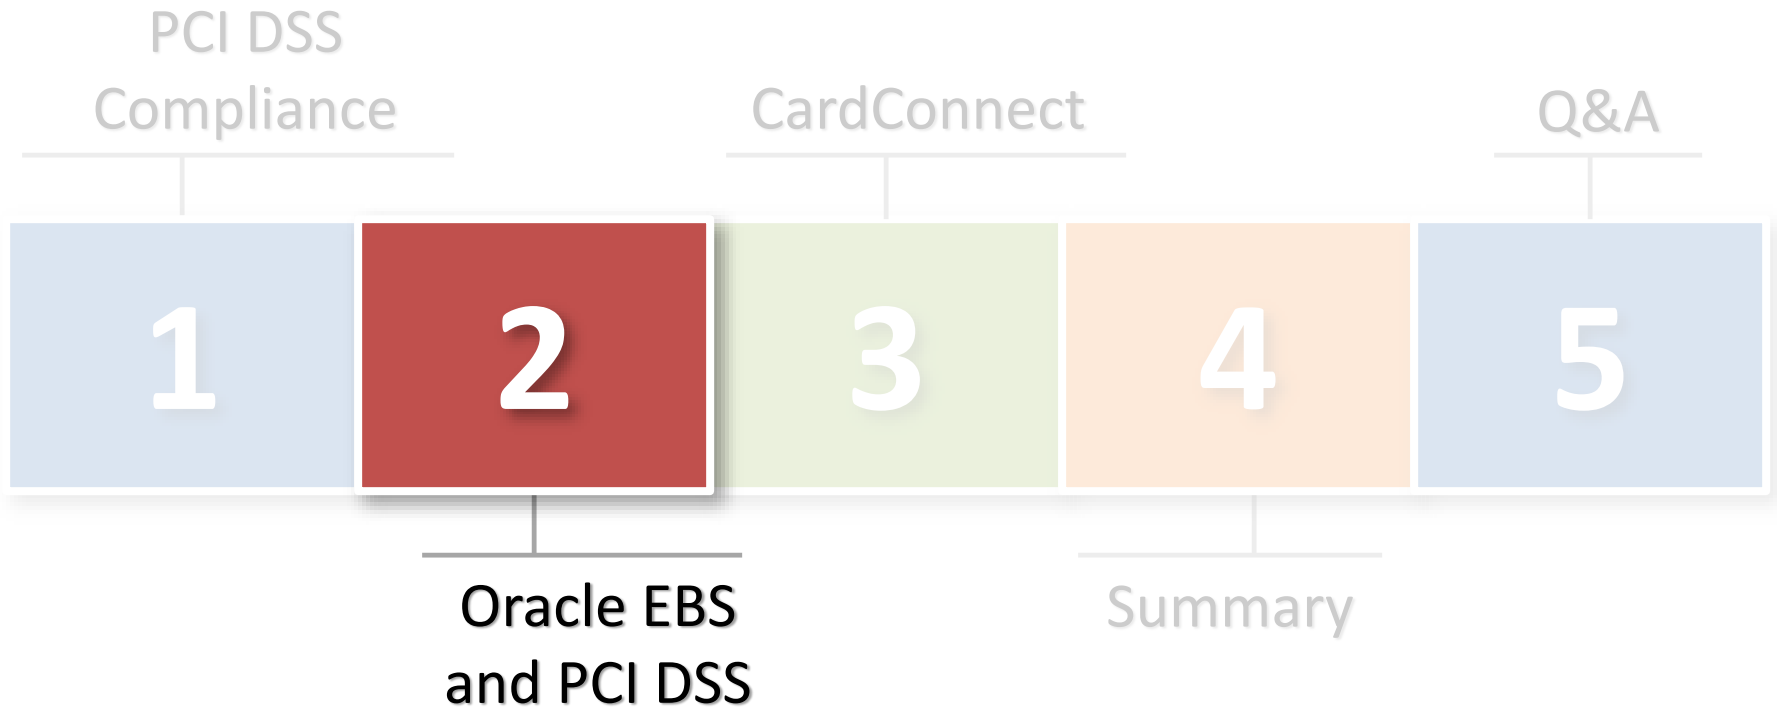 PCI DSS
Compliance
CardConnect
Q&A
1
2
3
4
5
Oracle EBS
and PCI DSS
Summary